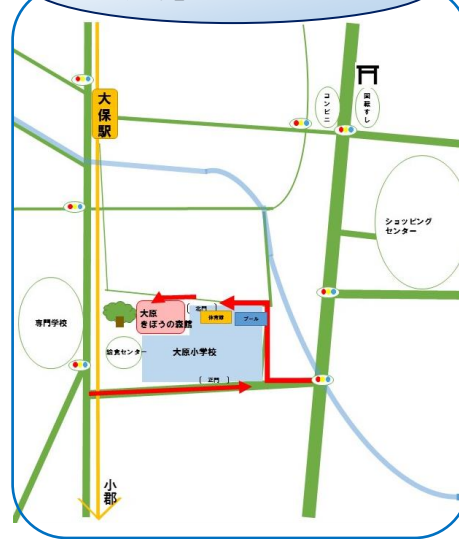 大保駅
コンビニ
回転すし
ショッピング
センター
専門学校
大原
きぼうの森館
(北門)
体育館
プール
給食センター
大原小学校
(正門)
小郡